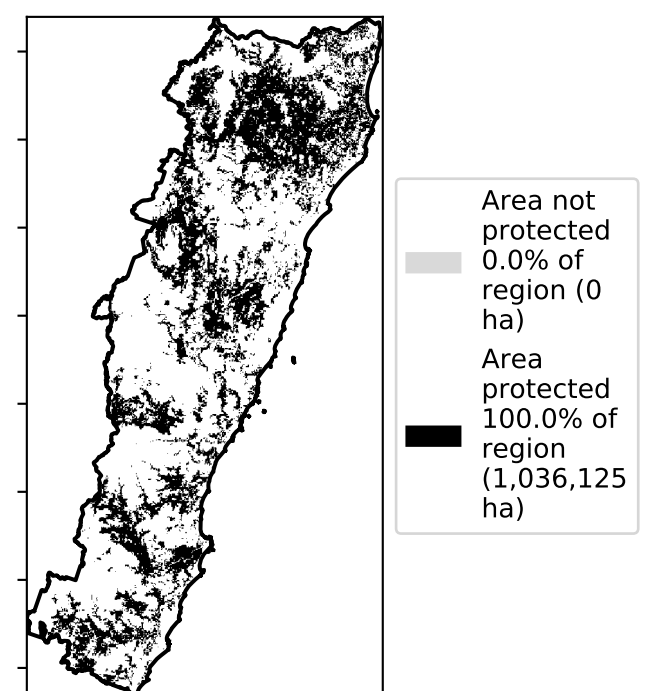 Area not
protected
0.0% of
region (0
ha)
Area
protected
100.0% of
region
(1,036,125
ha)